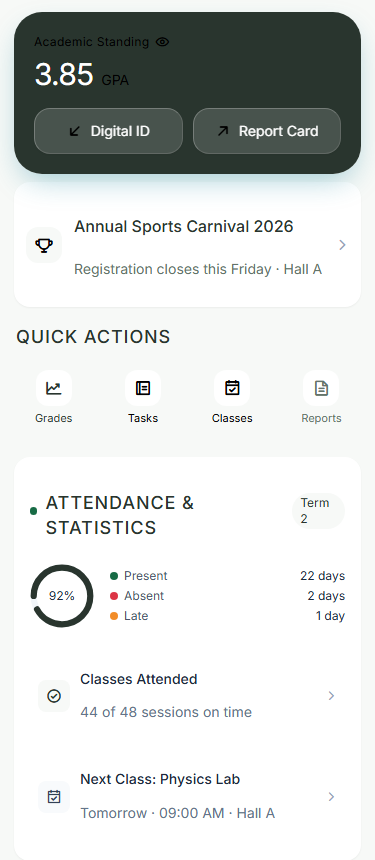 Academic Standing
3.85 GPA
Digital ID
Report Card
Annual Sports Carnival 2026
Registration closes this Friday · Hall A
QUICK ACTIONS
Grades
Tasks
Classes
Reports
ATTENDANCE &
STATISTICS
Term
2
92%
Present 22 days
Absent 2 days
Late 1 day
Classes Attended
44 of 48 sessions on time
Next Class: Physics Lab
Tomorrow · 09:00 AM · Hall A